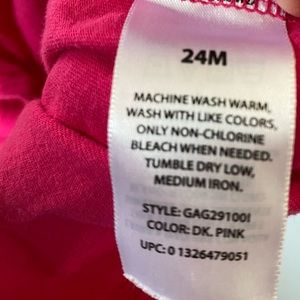 24M
MACHINE WASH WARM,
WASH WITH LIKE COLORS,
ONLY NON-CHLORINE
BLEACH WHEN NEEDED.
TUMBLE DRY LOW,
MEDIUM IRON.
STYLE: GAG29100I
COLOR: DK. PINK
UPC: 0 1326479051